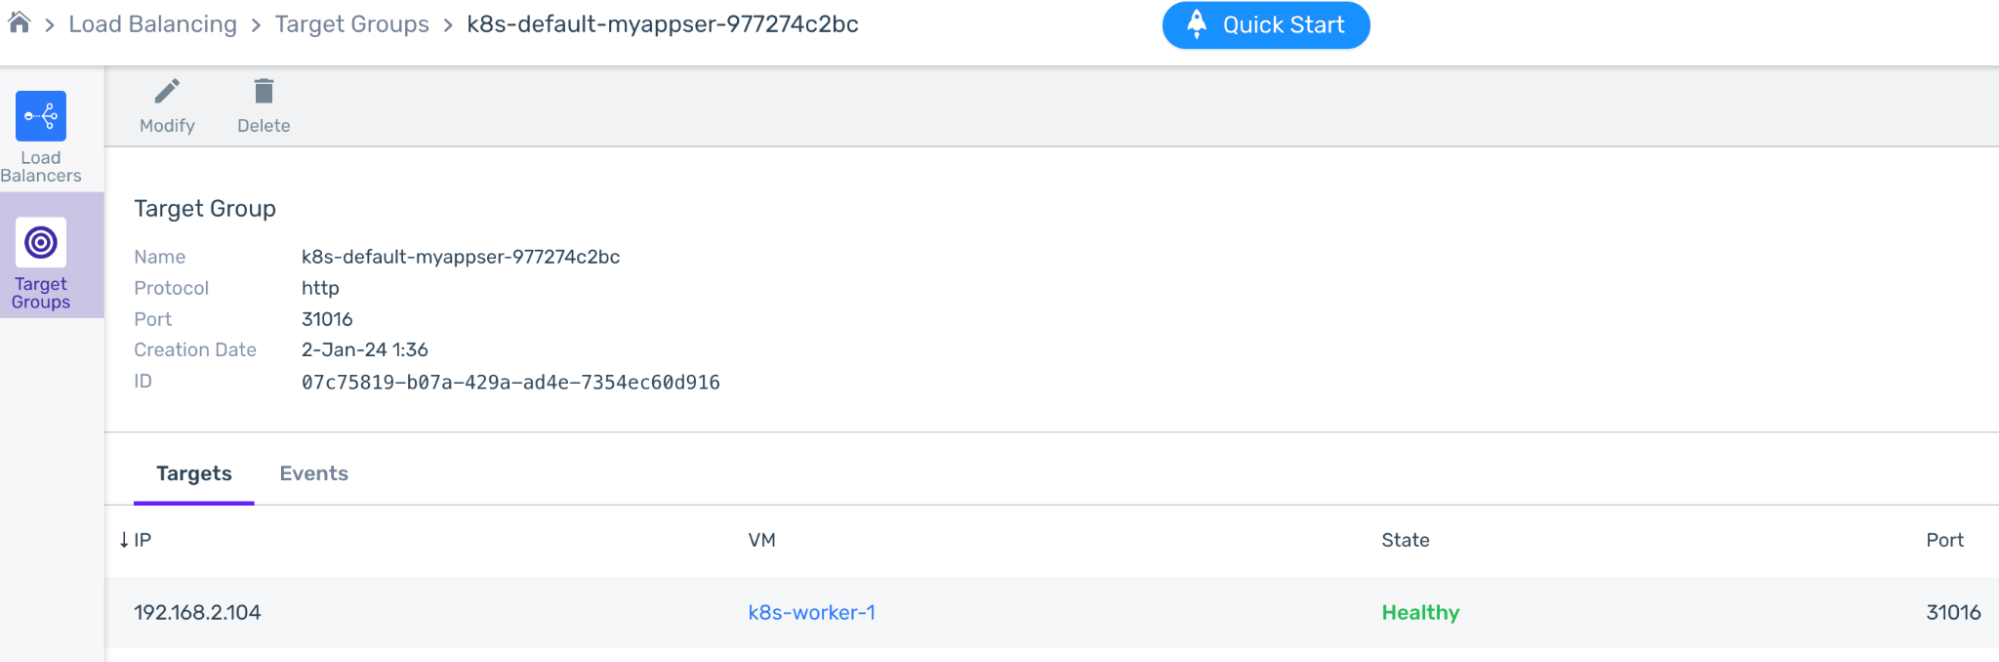 > Load Balancing > Target Groups > k8s-default-myappser-977274c2bc
Quick Start
Modify
Delete
Load
Balancers
Target
Groups
Target Group
Name k8s-default-myappser-977274c2bc
Protocol http
Port 31016
Creation Date 2-Jan-24 1:36
ID 07c75819-b07a-429a-ad4e-7354ec60d916
Targets Events
↓ IP VM State Port
192.168.2.104 k8s-worker-1 Healthy 31016